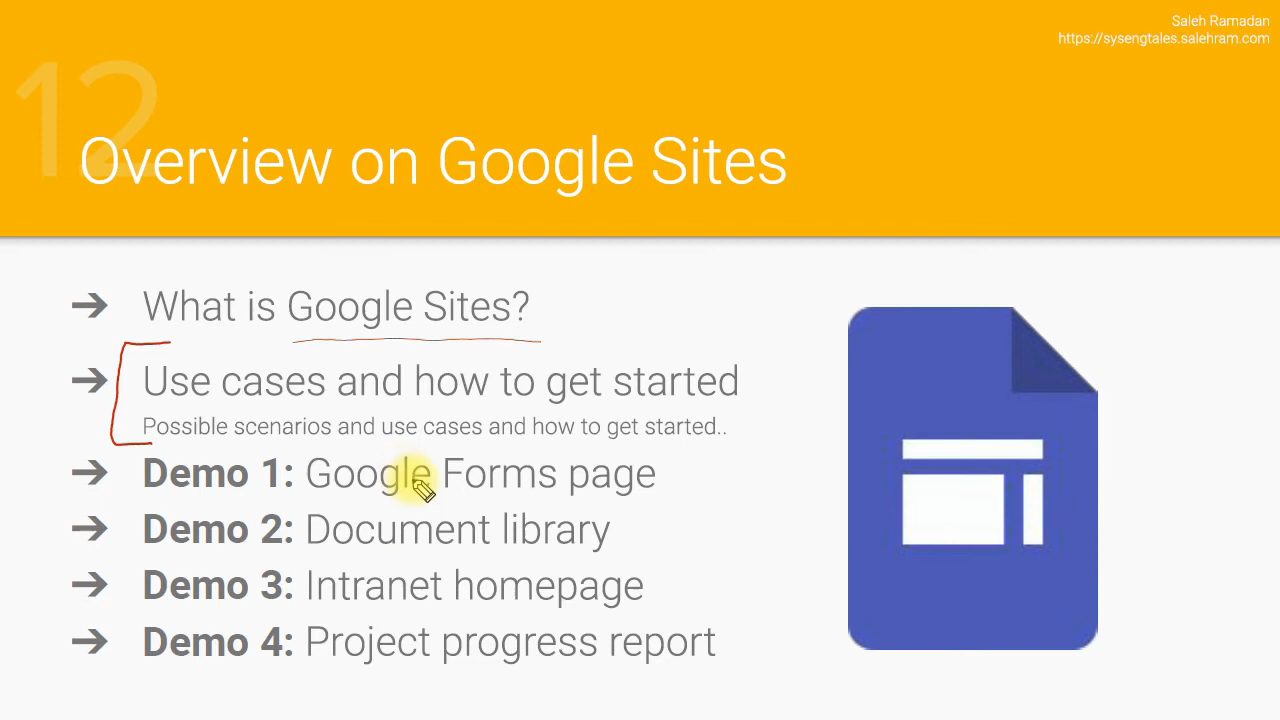 Saleh Ramadan
https://sysengtales.salehram.com
12
Overview on Google Sites
➔ What is Google Sites?
➔ Use cases and how to get started
Possible scenarios and use cases and how to get started..
➔ Demo 1: Google Forms page
➔ Demo 2: Document library
➔ Demo 3: Intranet homepage
➔ Demo 4: Project progress report